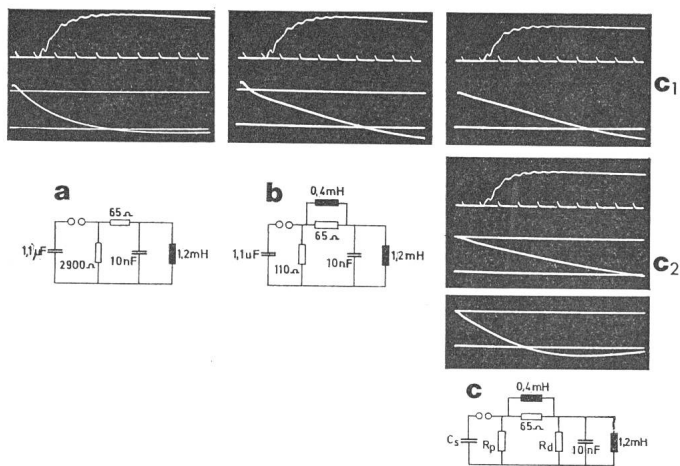 c1
a
65Ω
1,1µF
2900Ω
10nF
1,2mH
b
0,4mH
65Ω
1,1uF
110Ω
10nF
1,2mH
c2
c
0,4mH
65Ω
Cs
Rp
Rd
10nF
1,2mH